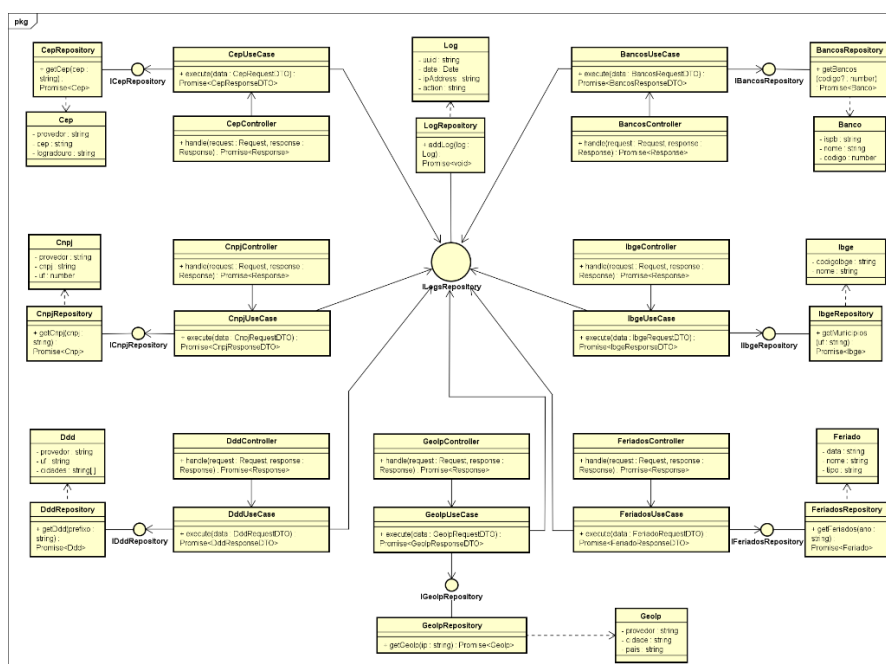 pkg
CepRepository
+ getCep(cep :
string) :
Promise<Cep>
ICepRepository
CepUseCase
+ execute(data : CepRequestDTO) :
Promise<CepResponseDTO>
Cep
- provedor : string
cep : string
- logradouro : string
CepController
+ handle(request : Request, response :
Response) : Promise<Response>
Log
- uuid : string
- date : Date
- ipAddress : string
- action : string
LogRepository
+ addLog(log :
Log) :
Promise<void>
BancosUseCase
+ execute(data : BancosRequestDTO) :
Promise<BancosResponseDTO>
IBancosRepository
BancosRepository
+ getBancos
(codigo? : number)
Promise<Banco>
BancosController
+ handle(request : Request, response :
Response) : Promise<Response>
Banco
- ispb : string
- nome : string
- codigo : number
Cnpj
- provedor : string
- cnpj : string
- uf : number
CnpjController
+ handle(request : Request, response :
Response) : Promise<Response>
ILogsRepository
IbgeController
+ handle(request : Request, response :
Response) : Promise<Response>
Ibge
- codigoIbge : string
- nome : string
CnpjRepository
+ getCnpj(cnpj :
string)
Promise<Cnpj>
ICnpjRepository
CnpjUseCase
- execute(data : CnpjRequestDTO) :
Promise<CnpjResponseDTO>
IbgeUseCase
+ execute(data : IbgeRequestDTO) :
Promise<IbgeResponseDTO>
IIbgeRepository
IbgeRepository
+ getMunicipios
(uf : string)
Promise<Ibge>
Ddd
- provedor : string
- uf : string
- cidades : string[]
DddController
+ handle(request : Request, response :
Response) : Promise<Response>
GeoIpController
+ handle(request : Request, response :
Response) : Promise<Response>
FeriadosController
+ handle(request : Request, response :
Response) : Promise<Response>
Feriado
- data : string
- nome : string
- tipo : string
DddRepository
+ getDdd(prefixo :
string) :
Promise<Ddd>
IDddRepository
DddUseCase
+ execute(data : DddRequestDTO)
Promise<DddResponseDTO>
GeoIpUseCase
+ execute(data : GeoIpRequestDTO) :
Promise<GeoIpResponseDTO>
FeriadosUseCase
+ execute(data : FeriadoRequestDTO)
Promise<FeriadoResponseDTO>
IFeriadosRepository
FeriadosRepository
+ getFeriados(ano :
string)
Promise<Feriado>
IGeoIpRepository
GeoIpRepository
- getGeoIp(ip : string) : Promise<GeoIp>
GeoIp
- provedor : string
- cidade : string
pais : string